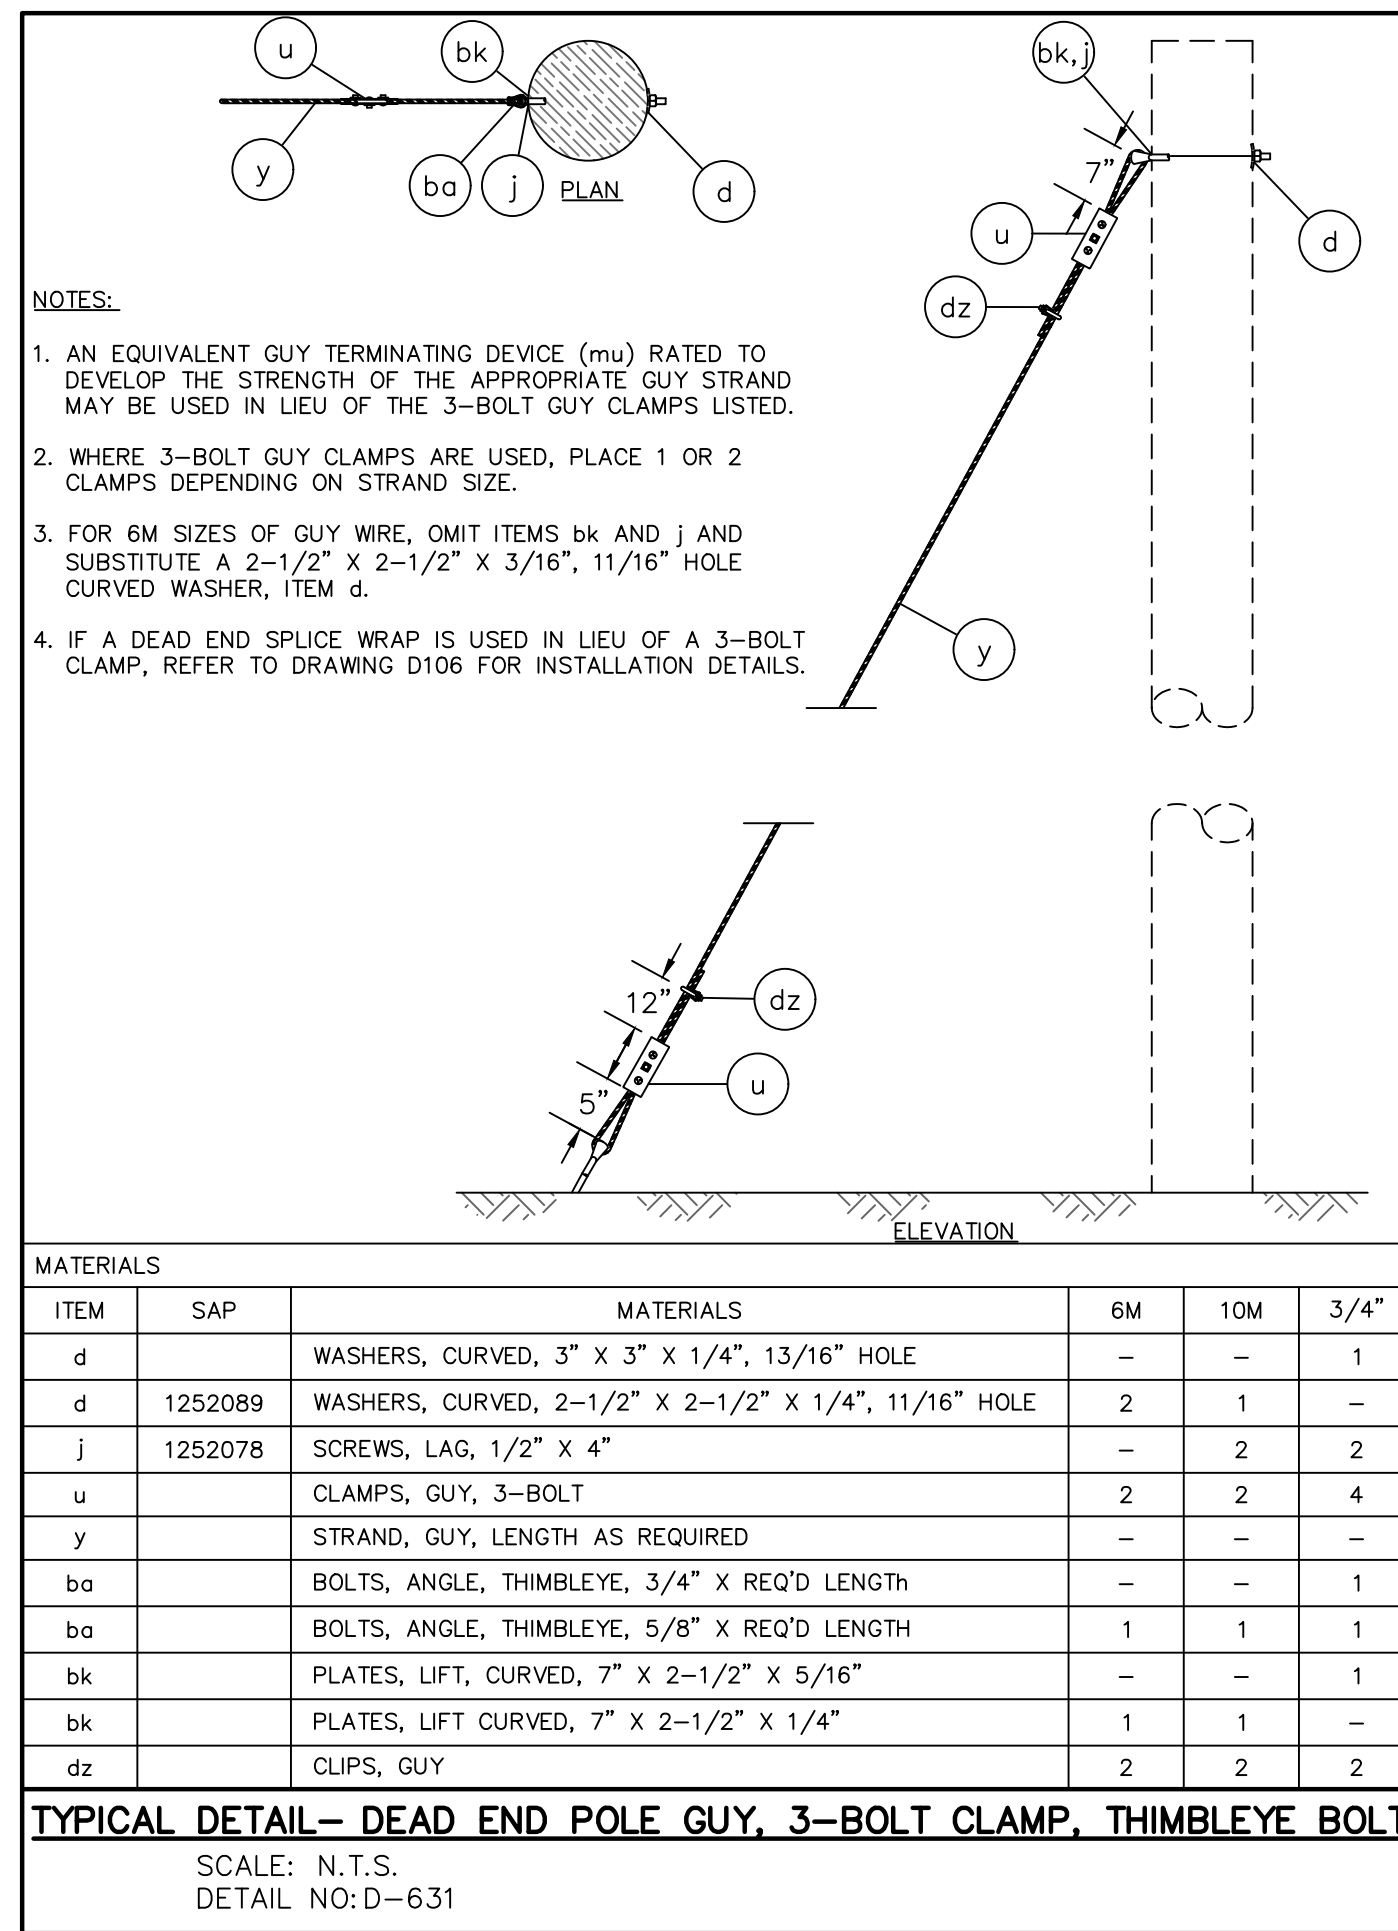 u
bk
y
ba
j
PLAN
d
bk,j
7”
u
d
dz
y
NOTES:
1. AN EQUIVALENT GUY TERMINATING DEVICE (mu) RATED TO
DEVELOP THE STRENGTH OF THE APPROPRIATE GUY STRAND
MAY BE USED IN LIEU OF THE 3–BOLT GUY CLAMPS LISTED.
2. WHERE 3–BOLT GUY CLAMPS ARE USED, PLACE 1 OR 2
CLAMPS DEPENDING ON STRAND SIZE.
3. FOR 6M SIZES OF GUY WIRE, OMIT ITEMS bk AND j AND
SUBSTITUTE A 2–1/2” X 2–1/2” X 3/16”, 11/16” HOLE
CURVED WASHER, ITEM d.
4. IF A DEAD END SPLICE WRAP IS USED IN LIEU OF A 3–BOLT
CLAMP, REFER TO DRAWING D106 FOR INSTALLATION DETAILS.
12”
dz
5”
u
ELEVATION
MATERIALS
ITEM SAP MATERIALS 6M 10M 3/4”
d WASHERS, CURVED, 3” X 3” X 1/4”, 13/16” HOLE – – 1
d 1252089 WASHERS, CURVED, 2–1/2” X 2–1/2” X 1/4”, 11/16” HOLE 2 1 –
j 1252078 SCREWS, LAG, 1/2” X 4” – 2 2
u CLAMPS, GUY, 3–BOLT 2 2 4
y STRAND, GUY, LENGTH AS REQUIRED – – –
ba BOLTS, ANGLE, THIMBLEYE, 3/4” X REQ’D LENGTh – – 1
ba BOLTS, ANGLE, THIMBLEYE, 5/8” X REQ’D LENGTH 1 1 1
bk PLATES, LIFT, CURVED, 7” X 2–1/2” X 5/16” – – 1
bk PLATES, LIFT CURVED, 7” X 2–1/2” X 1/4” 1 1 –
dz CLIPS, GUY 2 2 2
TYPICAL DETAIL– DEAD END POLE GUY, 3–BOLT CLAMP, THIMBLEYE BOLT
SCALE: N.T.S.
DETAIL NO: D–631